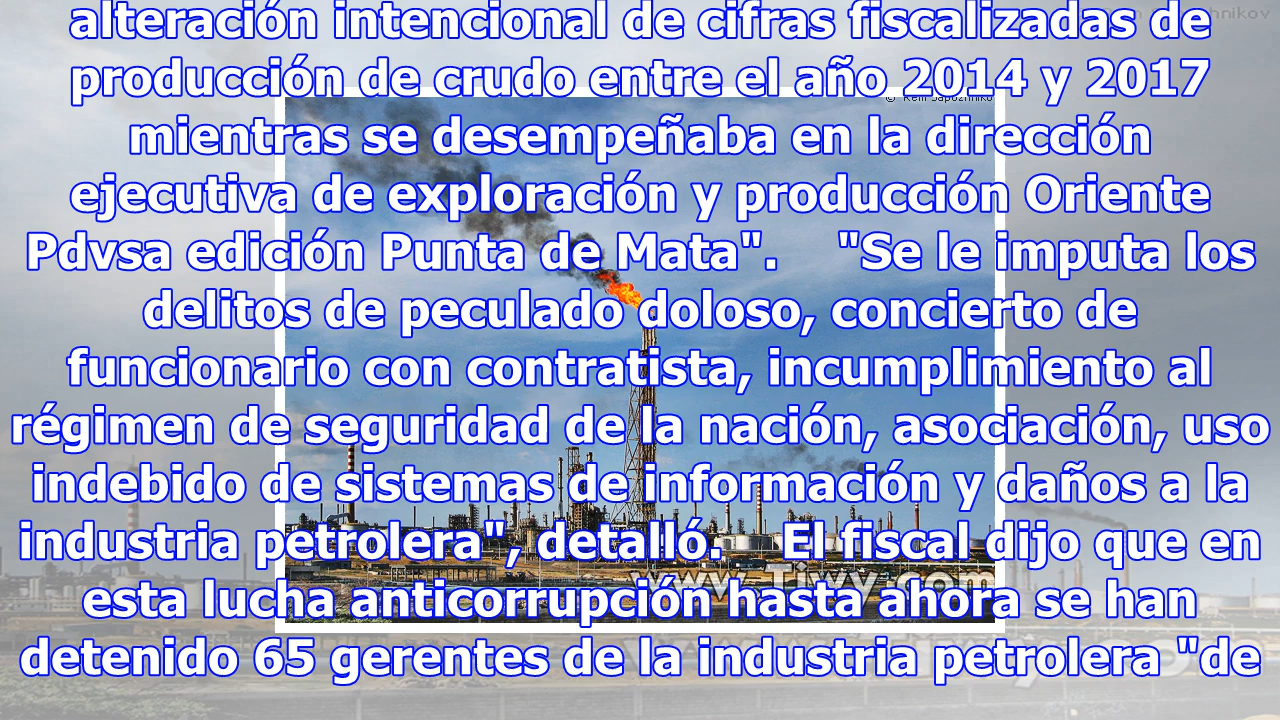 alteración intencional de cifras fiscalizadas de
producción de crudo entre el año 2014 y 2017
mientras se desempeñaba en la dirección
ejecutiva de exploración y producción Oriente
Pdvsa edición Punta de Mata".    "Se le imputa los
delitos de peculado doloso, concierto de
funcionario con contratista, incumplimiento al
régimen de seguridad de la nación, asociación, uso
indebido de sistemas de información y daños a la
industria petrolera", detalló.    El fiscal dijo que en
esta lucha anticorrupción hasta ahora se han
detenido 65 gerentes de la industria petrolera "de
www.Tiwy.com